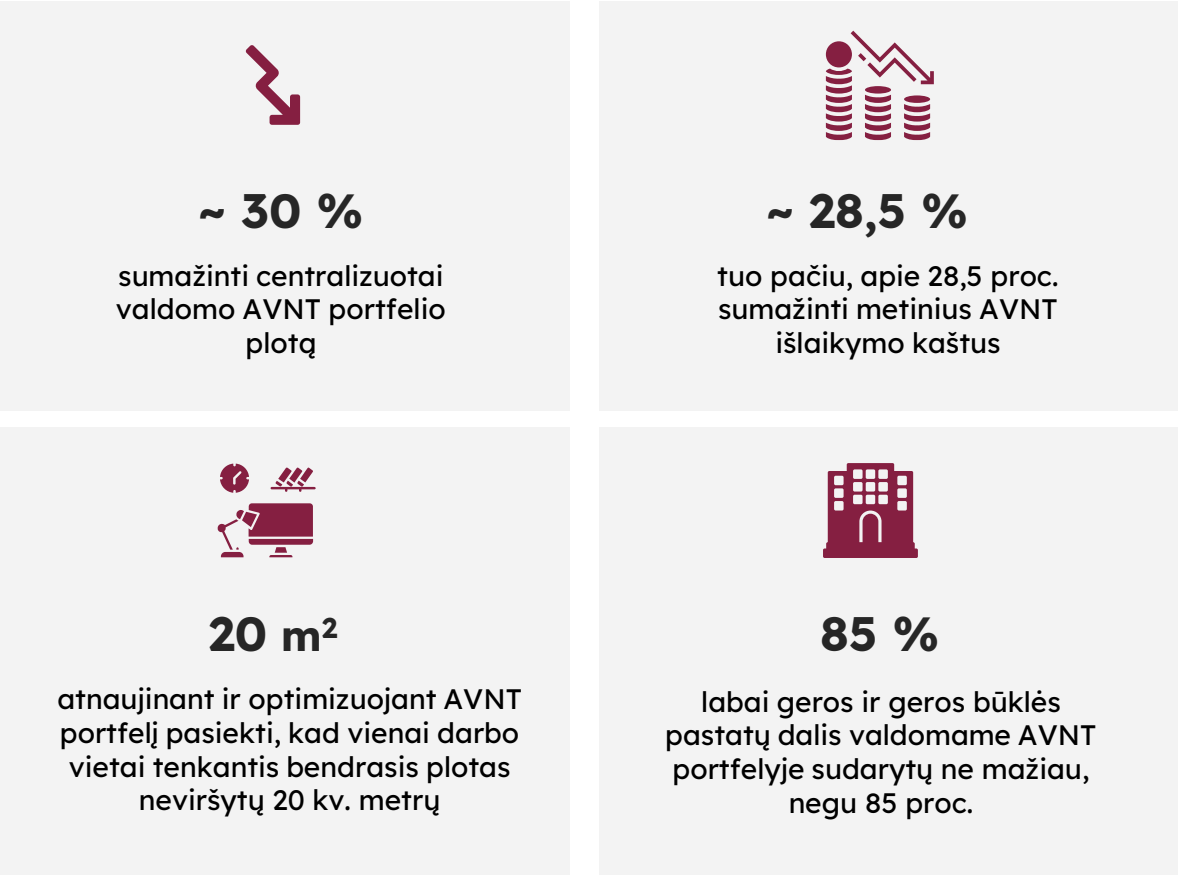 ~ 30 %
sumažinti centralizuotai
valdomo AVNT portfelio
plotą
~ 28,5 %
tuo pačiu, apie 28,5 proc.
sumažinti metinius AVNT
išlaikymo kaštus
20 m²
atnaujinant ir optimizuojant AVNT
portfelį pasiekti, kad vienai darbo
vietai tenkantis bendrasis plotas
neviršytų 20 kv. metrų
85 %
labai geros ir geros būklės
pastatų dalis valdomame AVNT
portfelyje sudarytų ne mažiau,
negu 85 proc.